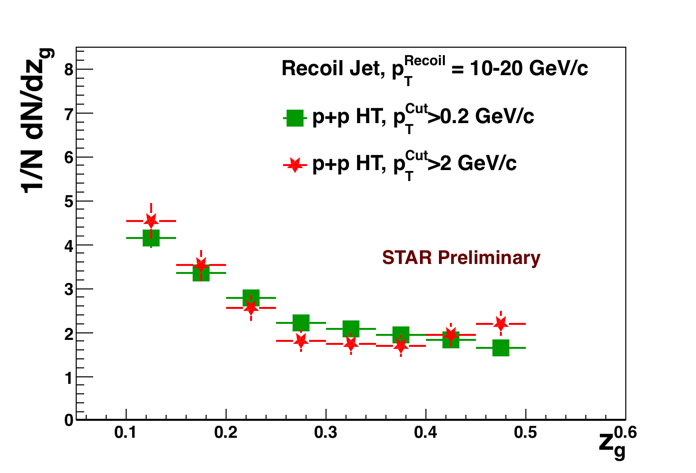 1/N dN/dz_g
8
7
6
5
4
3
2
1
0
Recoil Jet, p_T^Recoil = 10-20 GeV/c
p+p HT, p_T^Cut>0.2 GeV/c
p+p HT, p_T^Cut>2 GeV/c
STAR Preliminary
0.1 0.2 0.3 0.4 0.5 0.6
z_g